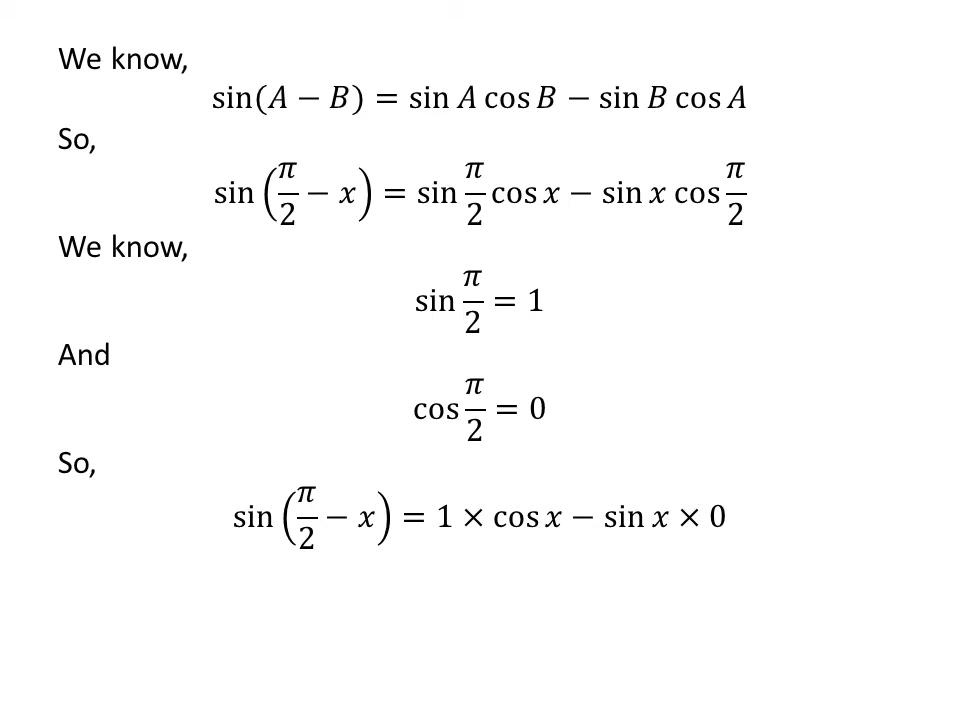 We know,
sin(𝐴 − 𝐵) = sin 𝐴 cos 𝐵 − sin 𝐵 cos 𝐴
So,
sin (π/2 − 𝑥) = sin π/2 cos 𝑥 − sin 𝑥 cos π/2
We know,
sin π/2 = 1
And
cos π/2 = 0
So,
sin (π/2 − 𝑥) = 1 × cos 𝑥 − sin 𝑥 × 0